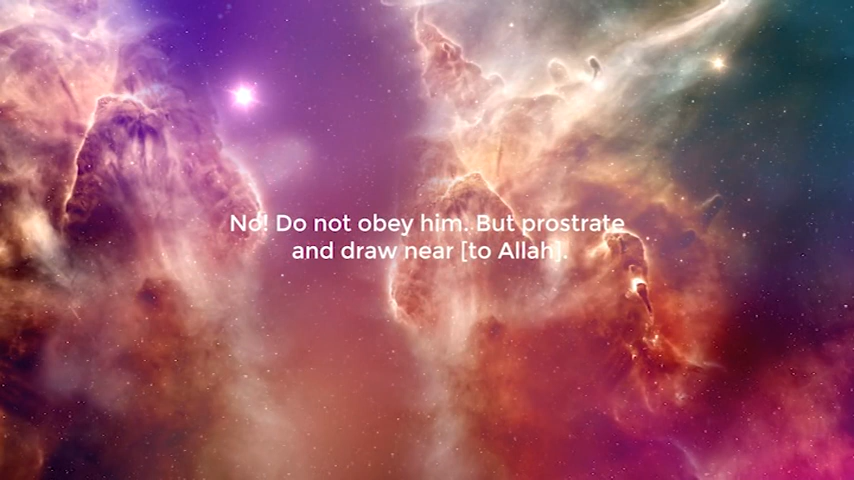 No! Do not obey him. But prostrate
and draw near [to Allah].